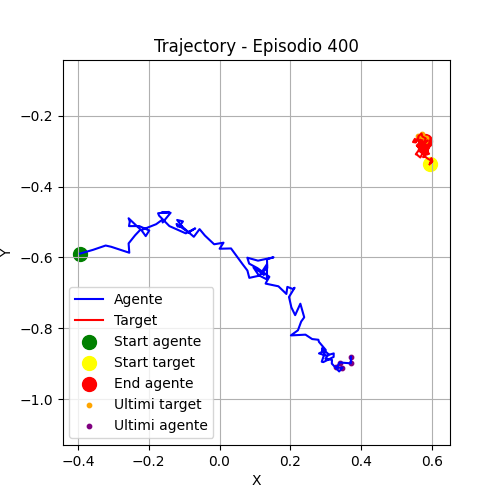 Trajectory - Episodio 400
Y
−0.2
−0.4
−0.6
−0.8
−1.0
Agente
Target
Start agente
Start target
End agente
Ultimi target
Ultimi agente
−0.4 −0.2 0.0 0.2 0.4 0.6
X